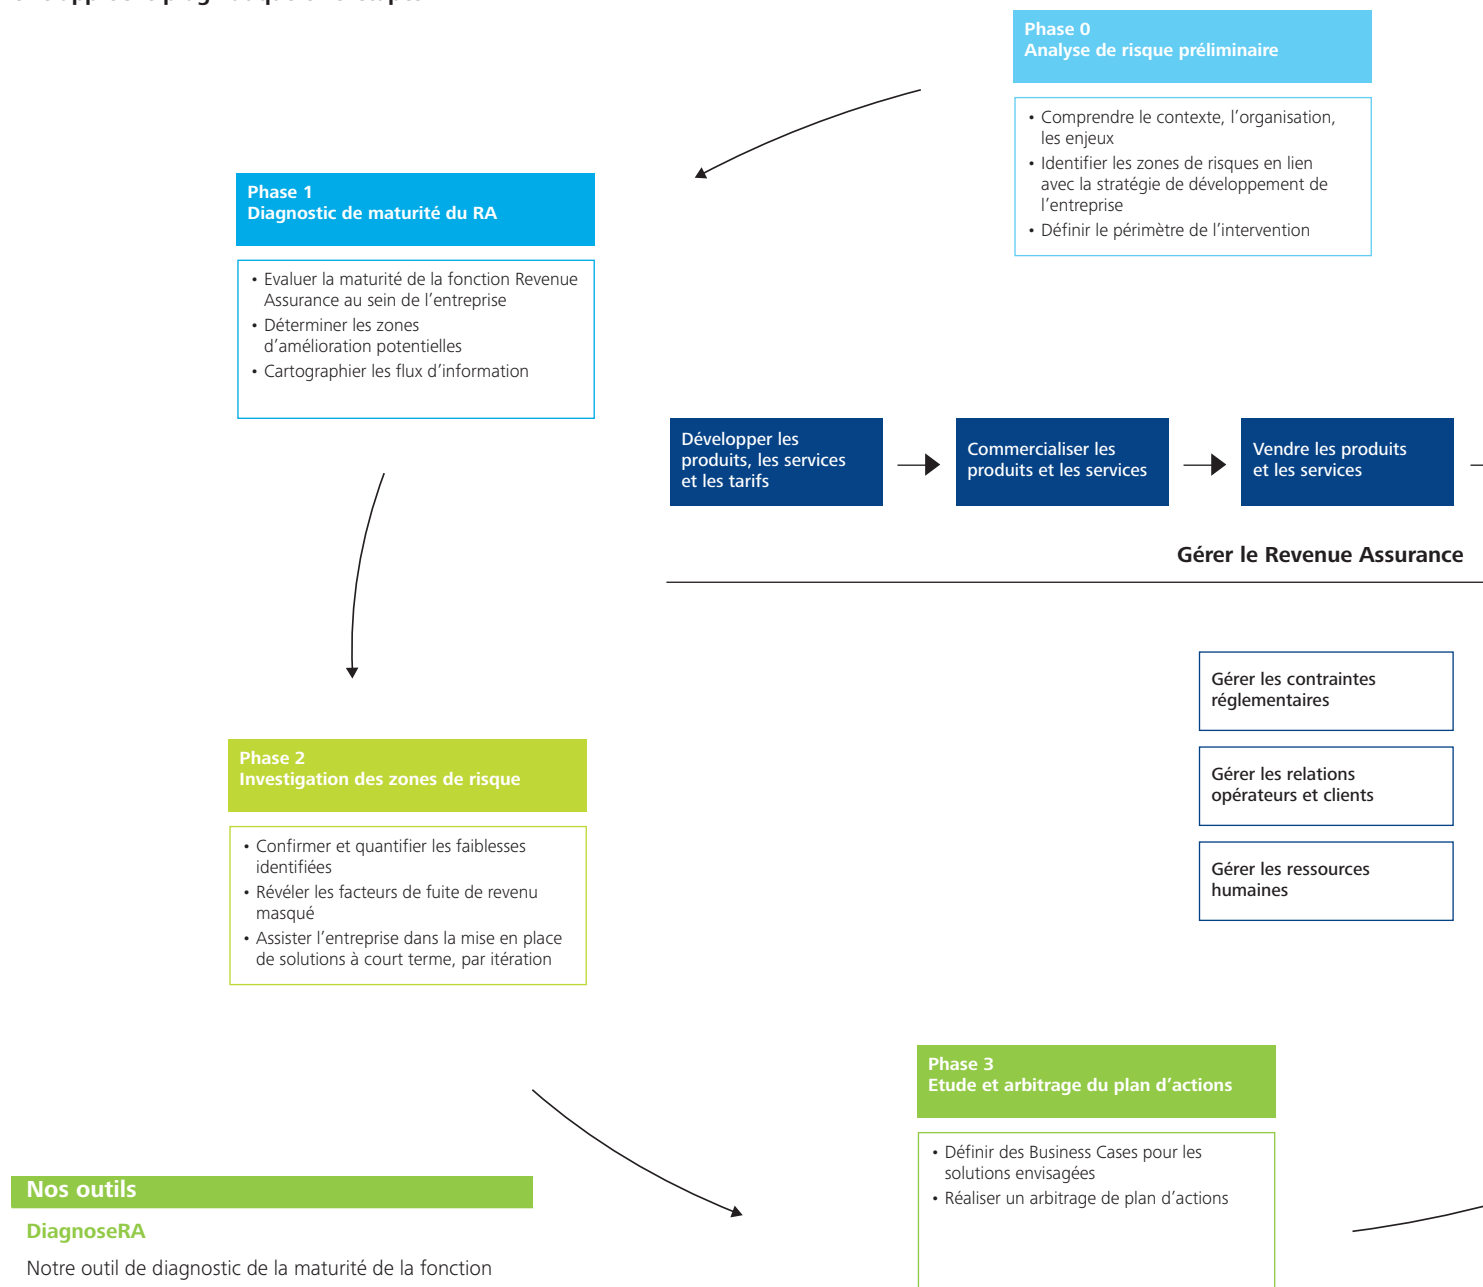 Phase 0
Analyse de risque préliminaire
• Comprendre le contexte, l’organisation,
les enjeux
• Identifier les zones de risques en lien
avec la stratégie de développement de
l’entreprise
• Définir le périmètre de l’intervention
Phase 1
Diagnostic de maturité du RA
• Evaluer la maturité de la fonction Revenue
Assurance au sein de l’entreprise
• Déterminer les zones
d’amélioration potentielles
• Cartographier les flux d’information
Développer les
produits, les services
et les tarifs
Commercialiser les
produits et les services
Vendre les produits
et les services
Gérer le Revenue Assurance
Gérer les contraintes
réglementaires
Gérer les relations
opérateurs et clients
Gérer les ressources
humaines
Phase 2
Investigation des zones de risque
• Confirmer et quantifier les faiblesses
identifiées
• Révéler les facteurs de fuite de revenu
masqué
• Assister l’entreprise dans la mise en place
de solutions à court terme, par itération
Phase 3
Etude et arbitrage du plan d’actions
• Définir des Business Cases pour les
solutions envisagées
• Réaliser un arbitrage de plan d’actions
Nos outils
DiagnoseRA
Notre outil de diagnostic de la maturité de la fonction